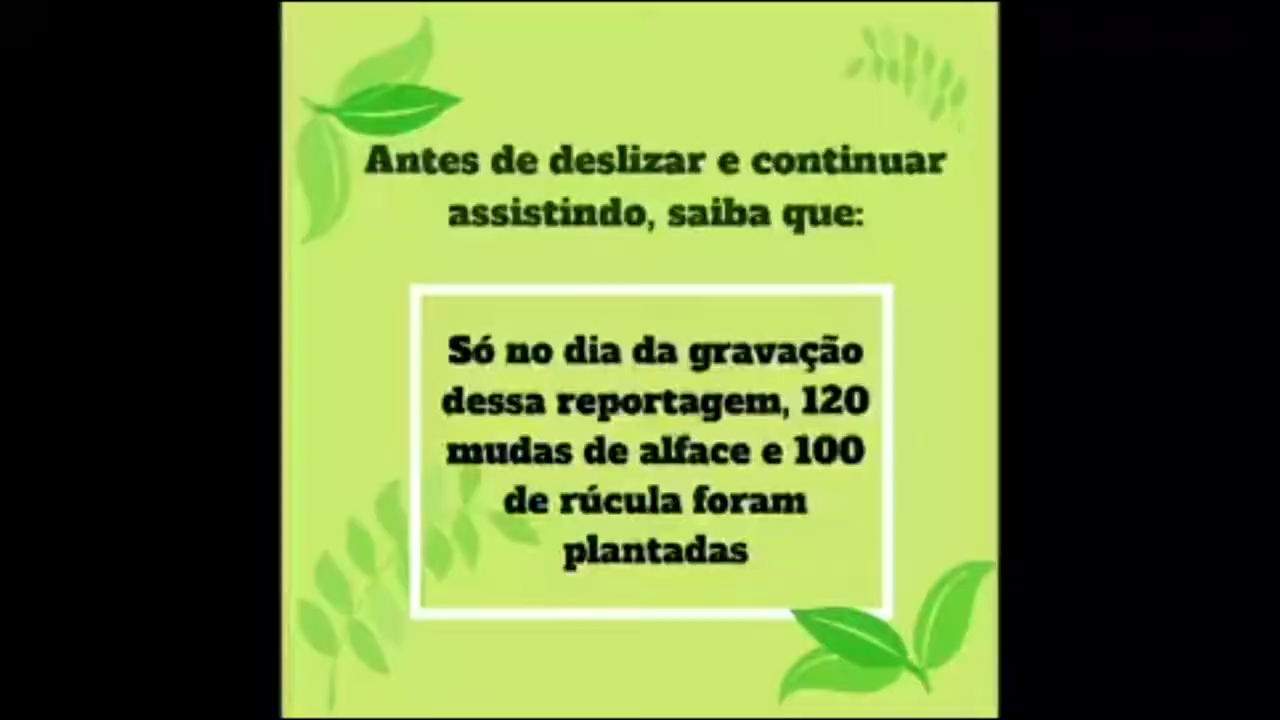 Antes de deslizar e continuar
assistindo, saiba que:
Só no dia da gravação
dessa reportagem, 120
mudas de alface e 100
de rúcula foram
plantadas